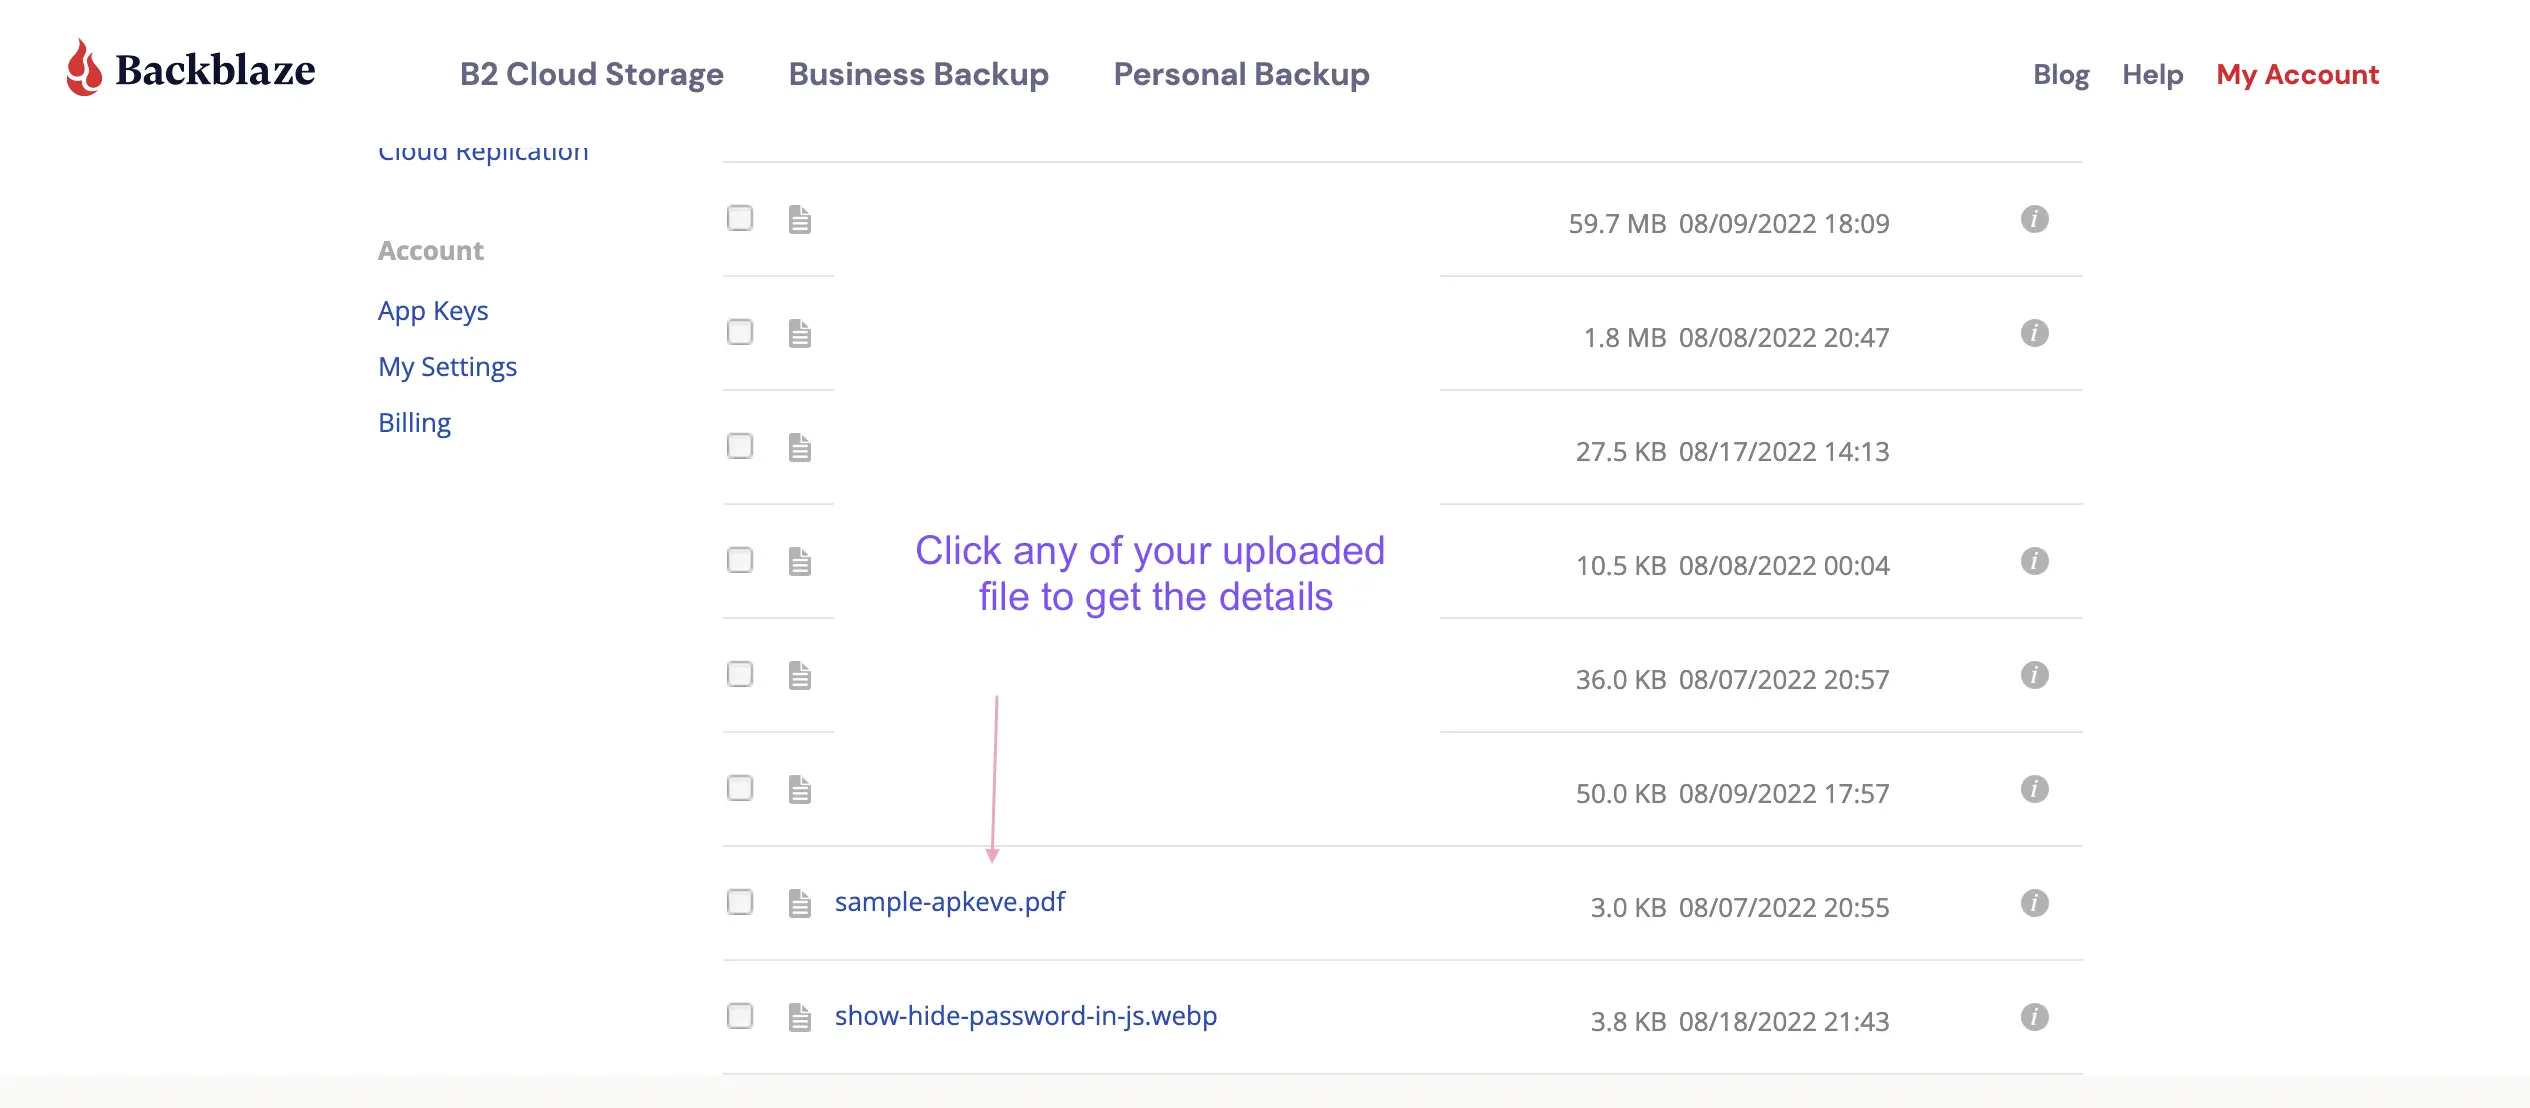 Backblaze B2 Cloud Storage Business Backup Personal Backup Blog Help My Account
Cloud Replication
Account
App Keys
My Settings
Billing
59.7 MB 08/09/2022 18:09
1.8 MB 08/08/2022 20:47
27.5 KB 08/17/2022 14:13
Click any of your uploaded
file to get the details
10.5 KB 08/08/2022 00:04
36.0 KB 08/07/2022 20:57
50.0 KB 08/09/2022 17:57
sample-apkeve.pdf 3.0 KB 08/07/2022 20:55
show-hide-password-in-js.webp 3.8 KB 08/18/2022 21:43